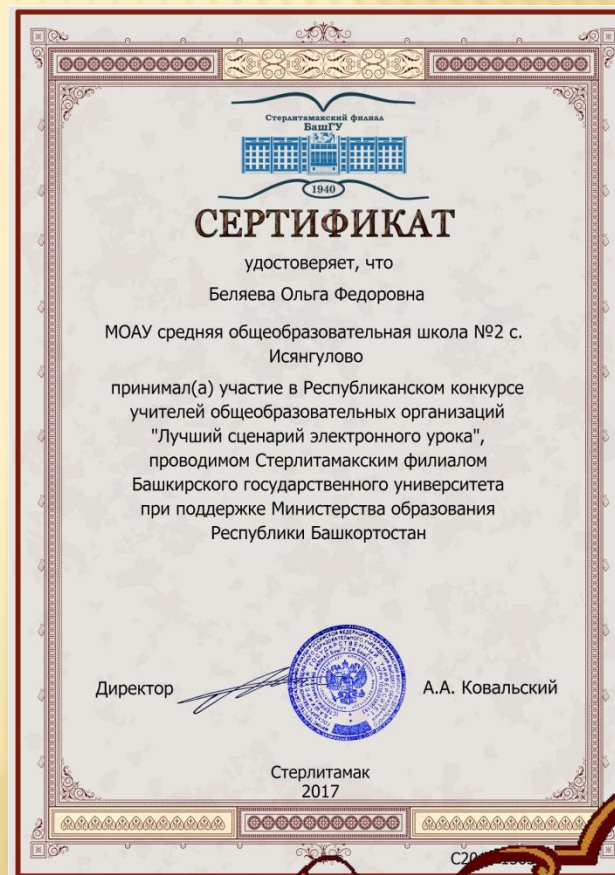 Стерлитамакский филиал
БашГУ
1940
СЕРТИФИКАТ
удостоверяет, что
Беляева Ольга Федоровна
МОАУ средняя общеобразовательная школа №2 с.
Исянгулово
принимал(а) участие в Республиканском конкурсе
учителей общеобразовательных организаций
"Лучший сценарий электронного урока",
проводимом Стерлитамакским филиалом
Башкирского государственного университета
при поддержке Министерства образования
Республики Башкортостан
Директор
А.А. Ковальский
Стерлитамак
2017